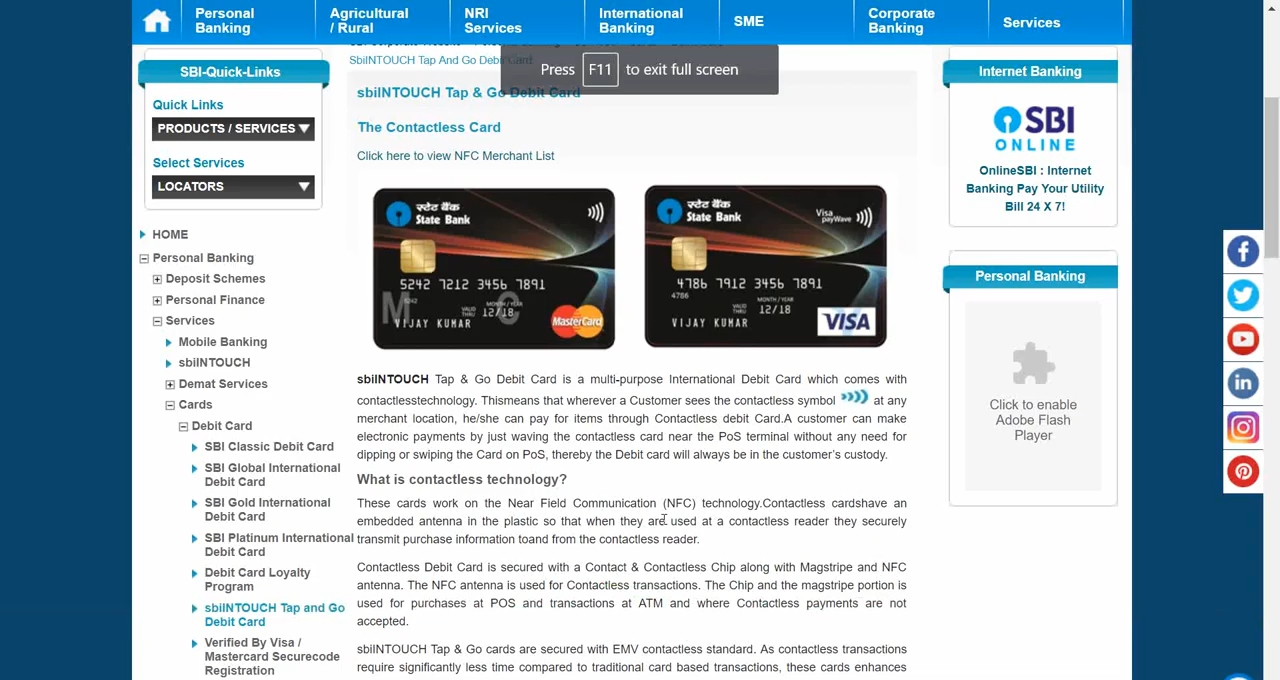 Personal Banking
Agricultural / Rural
NRI Services
International Banking
SME
Corporate Banking
Services
Press F11 to exit full screen
SBI-Quick-Links
Quick Links
PRODUCTS / SERVICES
Select Services
LOCATORS
HOME
Personal Banking
Deposit Schemes
Personal Finance
Services
Mobile Banking
sbiINTOUCH
Demat Services
Cards
Debit Card
SBI Classic Debit Card
SBI Global International
Debit Card
SBI Gold International
Debit Card
SBI Platinum International
Debit Card
Debit Card Loyalty
Program
sbiINTOUCH Tap and Go
Debit Card
Verified By Visa /
Mastercard Securecode
Registration
SbiINTOUCH Tap And Go Debit Card
sbiINTOUCH Tap & Go Debit Card
The Contactless Card
Click here to view NFC Merchant List
स्टेट बैंक
State Bank
5242 7212 3456 7891
5242
MONTH/YEAR
VALID THRU 12/18
VIJAY KUMAR
MasterCard
स्टेट बैंक
State Bank
Visa payWave
4786 7912 3456 7891
4786
MONTH / YEAR
VALID THRU 12/18
VIJAY KUMAR
VISA
sbiINTOUCH Tap & Go Debit Card is a multi-purpose International Debit Card which comes with
contactlesstechnology. Thismeans that wherever a Customer sees the contactless symbol at any
merchant location, he/she can pay for items through Contactless debit Card.A customer can make
electronic payments by just waving the contactless card near the PoS terminal without any need for
dipping or swiping the Card on PoS, thereby the Debit card will always be in the customer's custody.
What is contactless technology?
These cards work on the Near Field Communication (NFC) technology.Contactless cardshave an
embedded antenna in the plastic so that when they are used at a contactless reader they securely
transmit purchase information toand from the contactless reader.
Contactless Debit Card is secured with a Contact & Contactless Chip along with Magstripe and NFC
antenna. The NFC antenna is used for Contactless transactions. The Chip and the magstripe portion is
used for purchases at POS and transactions at ATM and where Contactless payments are not
accepted.
sbiINTOUCH Tap & Go cards are secured with EMV contactless standard. As contactless transactions
require significantly less time compared to traditional card based transactions, these cards enhances
Internet Banking
SBI
ONLINE
OnlineSBI : Internet
Banking Pay Your Utility
Bill 24 X 7!
Personal Banking
Click to enable
Adobe Flash
Player